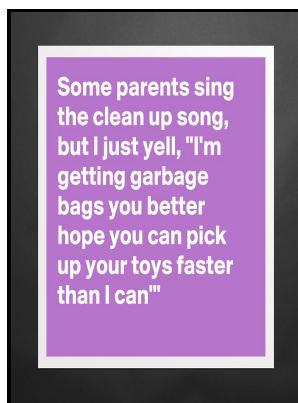 Some parents sing
the clean up song,
but I just yell, "I'm
getting garbage
bags you better
hope you can pick
up your toys faster
than I can'"